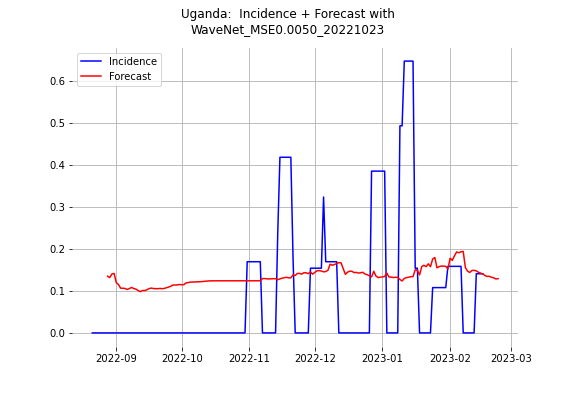 Uganda:  Incidence + Forecast with
WaveNet_MSE0.0050_20221023
Incidence
Forecast
0.6
0.5
0.4
0.3
0.2
0.1
0.0
2022-09 2022-10 2022-11 2022-12 2023-01 2023-02 2023-03